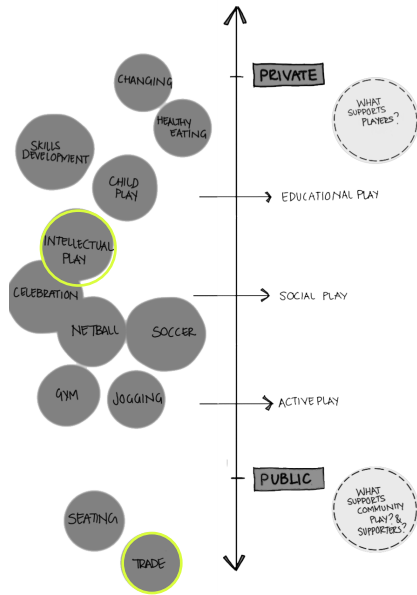 CHANGING
HEALTHY
EATING
SKILLS
DEVELOPMENT
CHILD
PLAY
INTELLECTUAL
PLAY
CELEBRATION
NETBALL
SOCCER
GYM
JOGGING
SEATING
TRADE
PRIVATE
EDUCATIONAL PLAY
SOCIAL PLAY
ACTIVE PLAY
PUBLIC
WHAT
SUPPORTS
PLAYERS?
WHAT
SUPPORTS
COMMUNITY
PLAY? &
SUPPORTERS?